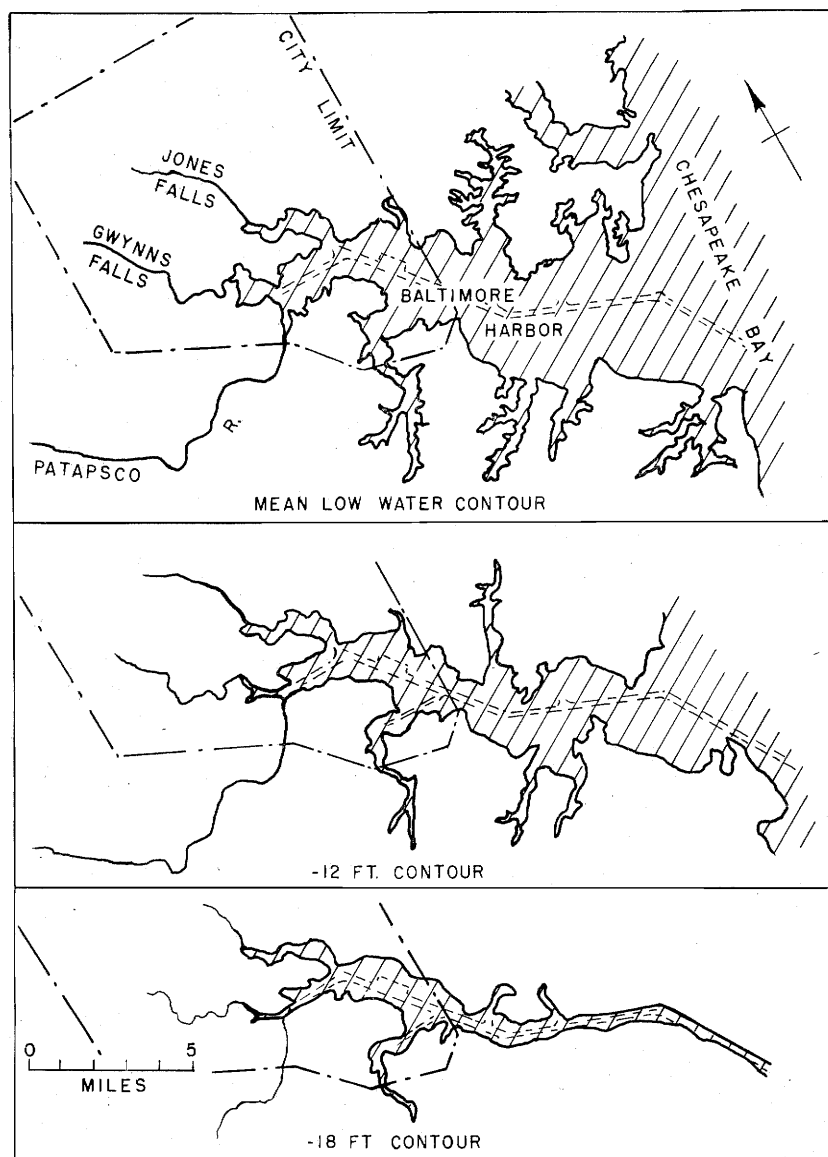 CITY LIMIT
JONES
FALLS
GWYNNS
FALLS
CHESAPEAKE BAY
BALTIMORE
HARBOR
PATAPSCO R.
MEAN LOW WATER CONTOUR
-12 FT. CONTOUR
0 5
MILES
-18 FT CONTOUR